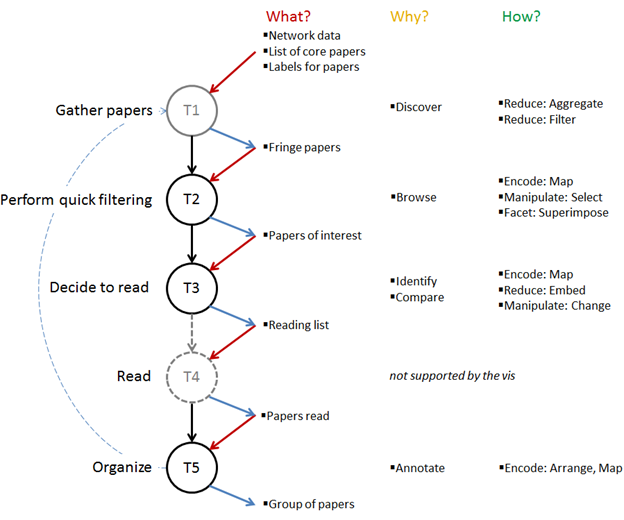 What? Why? How?
▪Network data
▪List of core papers
▪Labels for papers
Gather papers T1 ▪Discover ▪Reduce: Aggregate
▪Reduce: Filter
▪Fringe papers
Perform quick filtering T2 ▪Browse ▪Encode: Map
▪Manipulate: Select
▪Facet: Superimpose
▪Papers of interest
Decide to read T3 ▪Identify ▪Encode: Map
▪Compare ▪Reduce: Embed
▪Manipulate: Change
▪Reading list
Read T4 not supported by the vis
▪Papers read
Organize T5 ▪Annotate ▪Encode: Arrange, Map
▪Group of papers